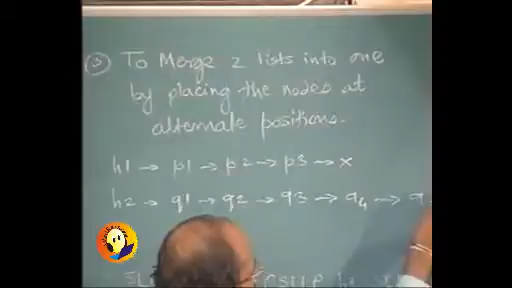 5 To Merge 2 lists into one
by placing the nodes at
alternate positions.
h1 → p1 → p2 → p3 → x
h2 → q1 → q2 → q3 → q4 → q